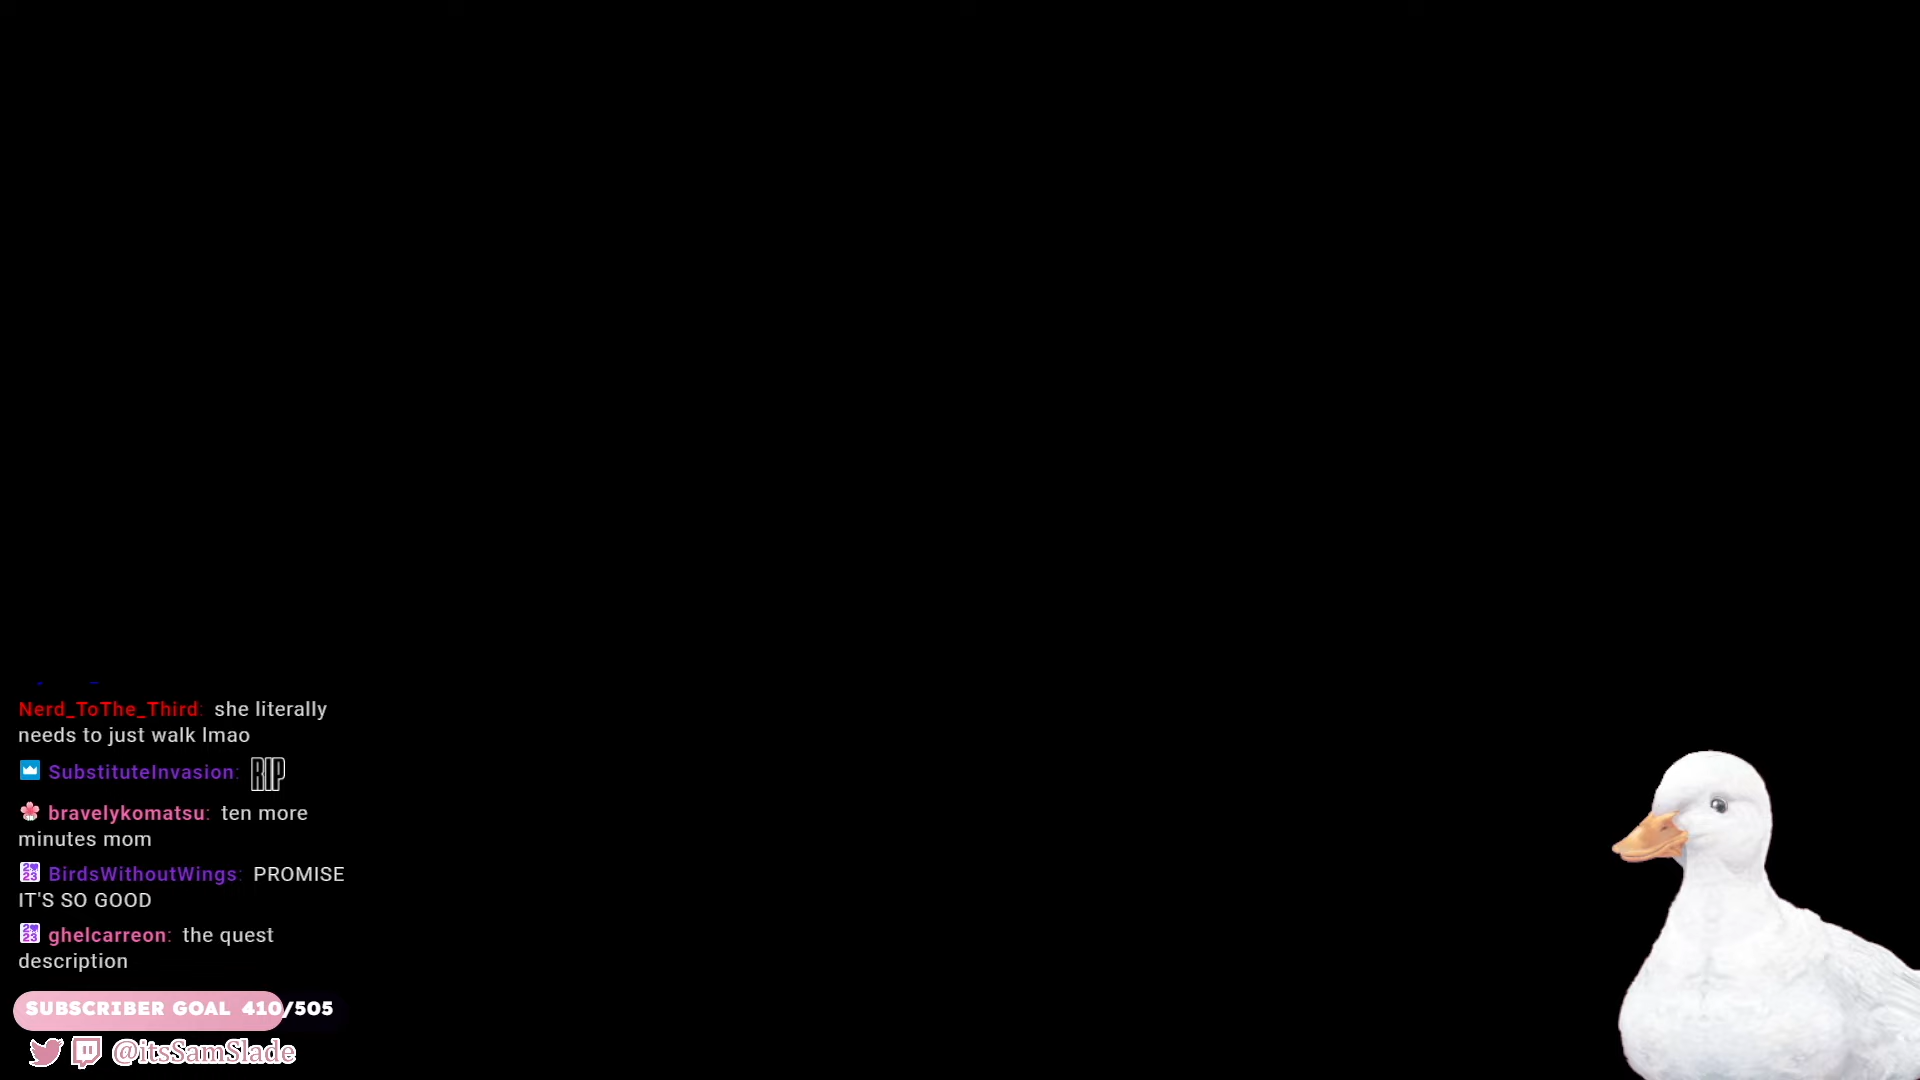 Nerd_ToThe_Third: she literally
needs to just walk lmao
SubstituteInvasion: RIP
bravelykomatsu: ten more
minutes mom
BirdsWithoutWings: PROMISE
IT'S SO GOOD
ghelcarreon: the quest
description
SUBSCRIBER GOAL 410/505
@itsSamSlade